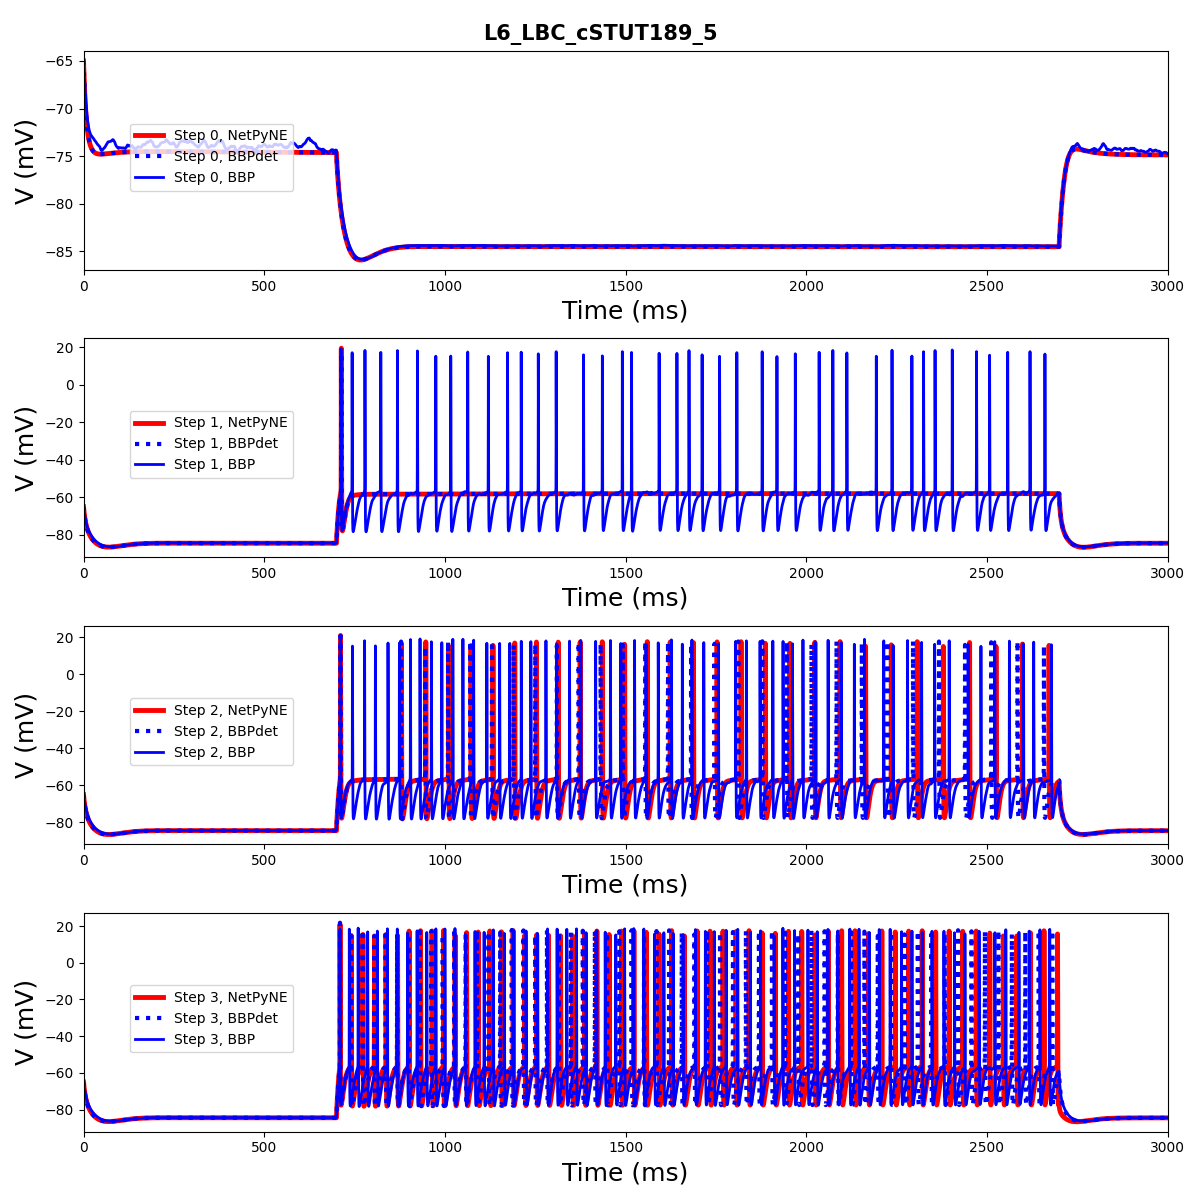 L6_LBC_cSTUT189_5
−65
−70
−75
−80
−85
V (mV)
Step 0, NetPyNE
Step 0, BBPdet
Step 0, BBP
0 500 1000 1500 2000 2500 3000
Time (ms)
20
0
−20
−40
−60
−80
V (mV)
Step 1, NetPyNE
Step 1, BBPdet
Step 1, BBP
0 500 1000 1500 2000 2500 3000
Time (ms)
20
0
−20
−40
−60
−80
V (mV)
Step 2, NetPyNE
Step 2, BBPdet
Step 2, BBP
0 500 1000 1500 2000 2500 3000
Time (ms)
20
0
−20
−40
−60
−80
V (mV)
Step 3, NetPyNE
Step 3, BBPdet
Step 3, BBP
0 500 1000 1500 2000 2500 3000
Time (ms)